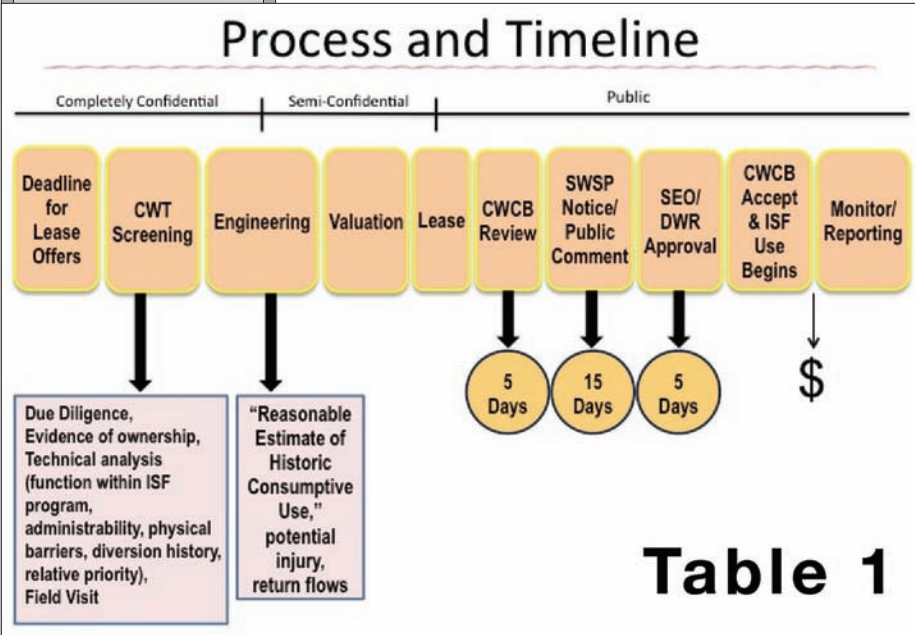 Process and Timeline
Completely Confidential
Semi-Confidential
Public
Deadline
for
Lease
Offers
CWT
Screening
Engineering
Valuation
Lease
CWCB
Review
SWSP
Notice/
Public
Comment
SEO/
DWR
Approval
CWCB
Accept
& ISF
Use
Begins
Monitor/
Reporting
5
Days
15
Days
5
Days
$
Due Diligence,
Evidence of ownership,
Technical analysis
(function within ISF
program,
administrability, physical
barriers, diversion history,
relative priority),
Field Visit
“Reasonable
Estimate of
Historic
Consumptive
Use,”
potential
injury,
return flows
Table 1